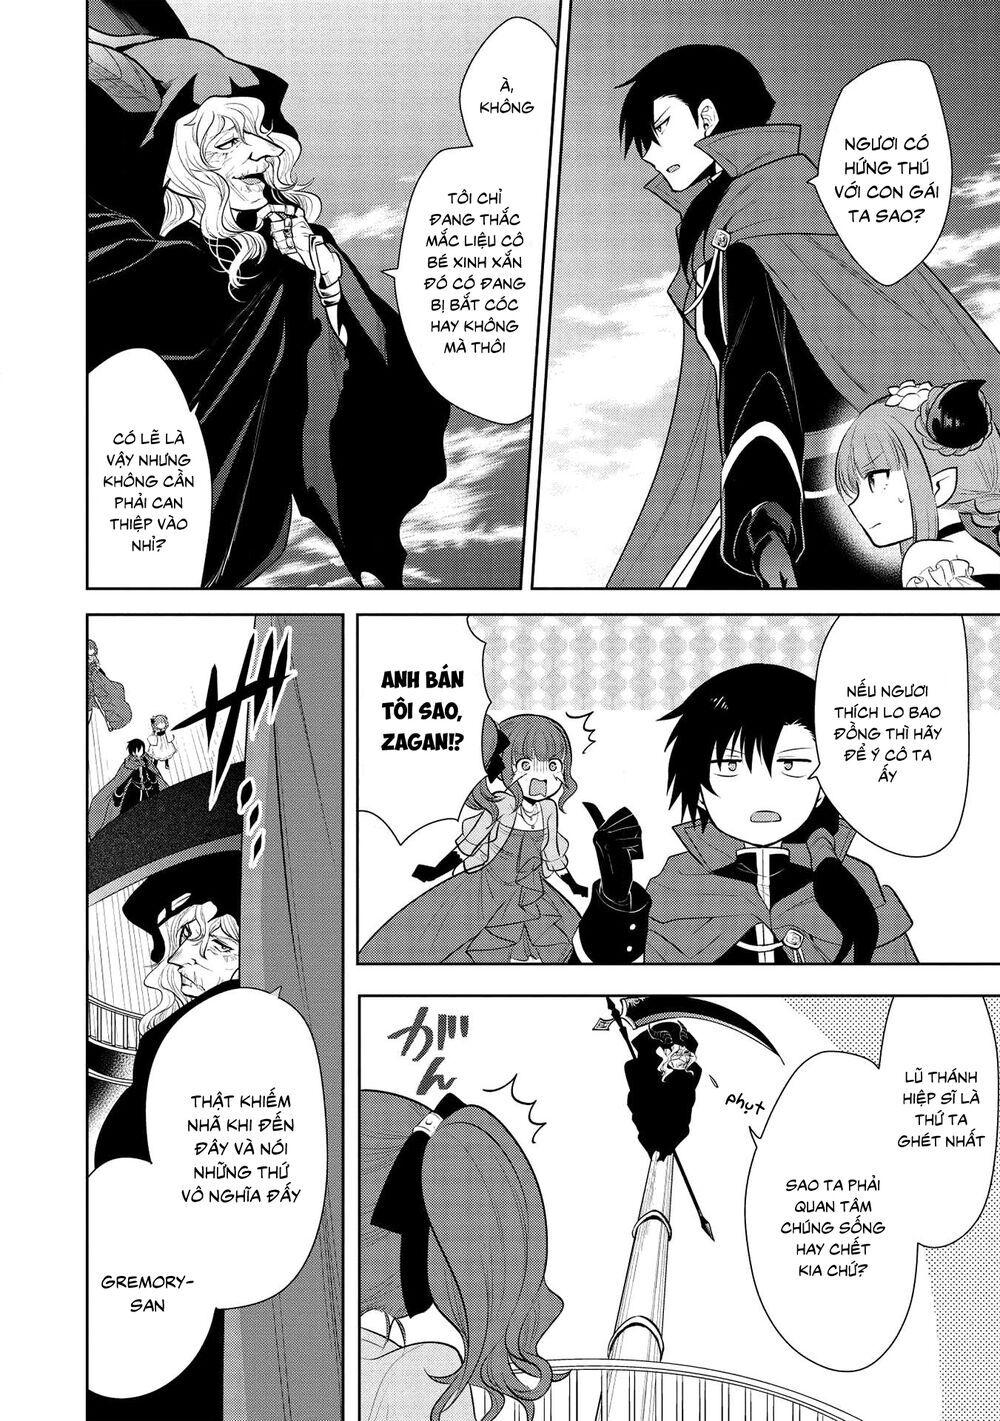 NGƯƠI CÓ
HỨNG THÚ
VỚI CON GÁI
TA SAO?
À,
KHÔNG
TÔI CHỈ
ĐANG THẮC
MẮC LIỆU CÔ
BÉ XINH XẮN
ĐÓ CÓ ĐANG
BỊ BẮT CÓC
HAY KHÔNG
MÀ THÔI
CÓ LẼ LÀ
VẬY NHƯNG
KHÔNG CẦN
PHẢI CAN
THIỆP VÀO
NHỈ?
NẾU NGƯƠI
THÍCH LO BAO
ĐỒNG THÌ HÃY
ĐỂ Ý CÔ TA
ẤY
ANH BÁN
TÔI SAO,
ZAGAN!?
LŨ THÁNH
HIỆP SĨ LÀ
THỨ TA
GHÉT NHẤT
SAO TA PHẢI
QUAN TÂM
CHÚNG SỐNG
HAY CHẾT
KIA CHỨ?
PHỤT
がーん
THẬT KHIẾM
NHÃ KHI ĐẾN
ĐÂY VÀ NÓI
NHỮNG THỨ
VÔ NGHĨA ĐẤY
GREMORY-
SAN